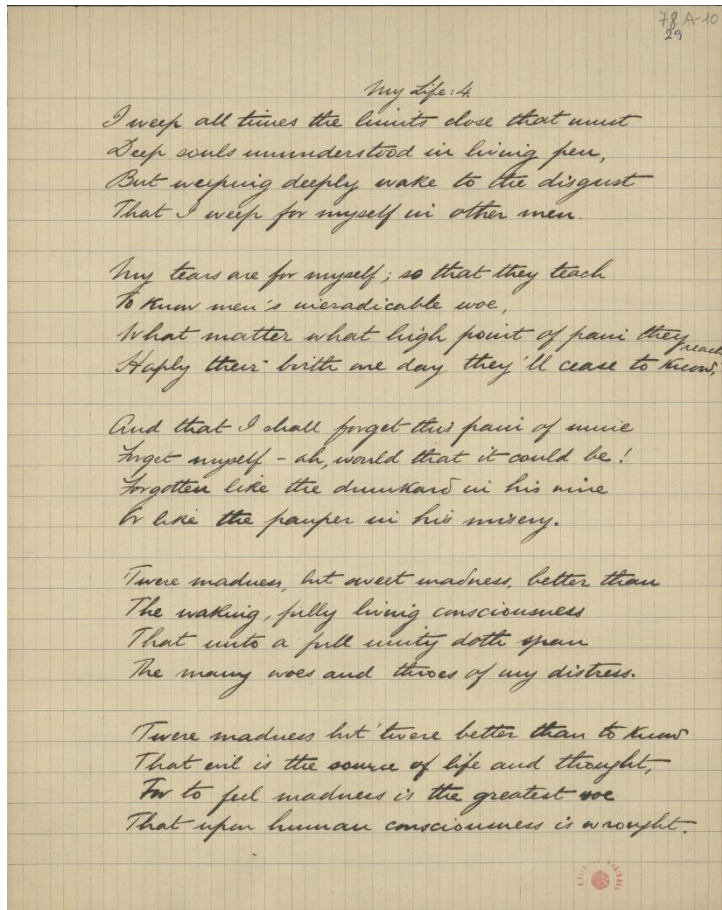 78 A-10
29
My Life: 4.
I weep all times the limits close that must
Deep souls ununderstood in living pen,
But weeping deeply wake to the disgust
That I weep for myself in other men.
My tears are for myself; so that they teach
To know men's ineradicable woe,
What matter what high point of pain they reach
Haply their birth one day they'll cease to know,
And that I shall forget this pain of mine
Forget myself - ah, would that it could be!
Forgotten like the drunkard in his wine
Or like the pauper in his misery.
Twere madness, but sweet madness, better than
The waking, fully living consciousness
That unto a full unity doth span
The many woes and throes of my distress.
Twere madness but 'twere better than to know
That evil is the source of life and thought,
For to feel madness is the greatest woe
That upon human consciousness is wrought.